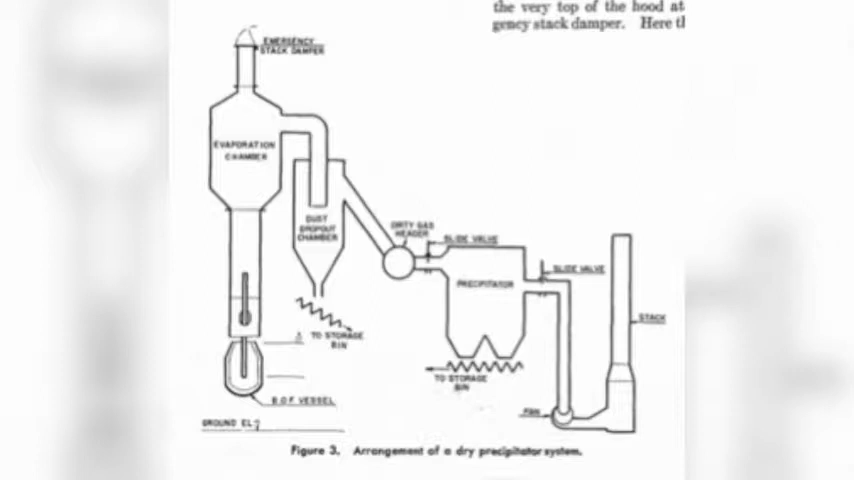 the very top of the hood at
gency stack damper. Here tl
EMERGENCY
STACK DAMPER
EVAPORATION
CHAMBER
DUST
DROPOUT
CHAMBER
DIRTY GAS
HEADER
SLIDE VALVE
SLIDE VALVE
PRECIPITATOR
STACK
TO STORAGE
BIN
TO STORAGE
BIN
B.O.F. VESSEL
FAN
GROUND EL
Figure 3. Arrangement of a dry precipitator system.